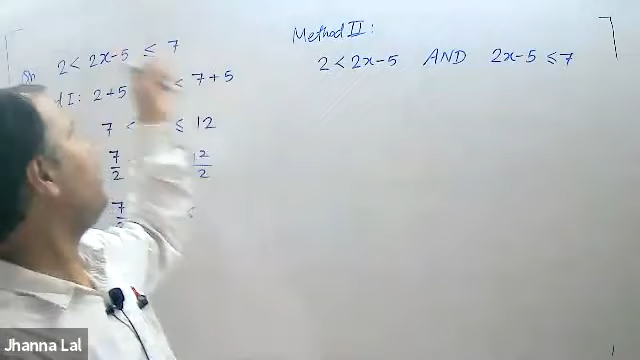 2 < 2x-5 ≤ 7
I: 2+5 < 7+5
7 < ≤ 12
7/2 12/2
7/2 ≤
Method II:
2 < 2x-5 AND 2x-5 ≤ 7
Jhanna Lal